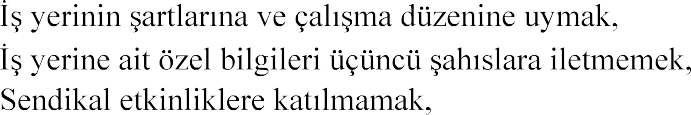 İş yerinin şartlarına ve çalışma düzenine uymak,
İş yerine ait özel bilgileri üçüncü şahıslara iletmemek,
Sendikal etkinliklere katılmamak,